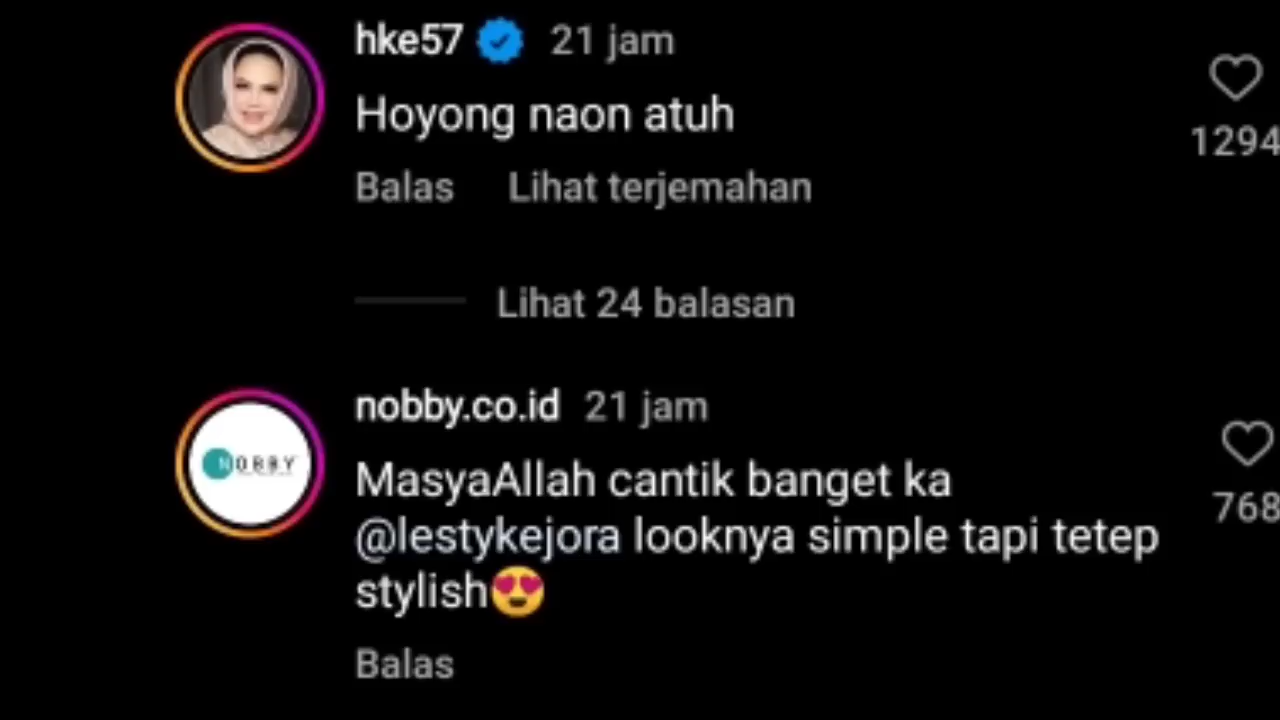 hke57 21 jam
Hoyong naon atuh
1294
Balas Lihat terjemahan
Lihat 24 balasan
nobby.co.id 21 jam
NOBBY
MasyaAllah cantik banget ka
@lestykejora looknya simple tapi tetep
stylish😍
768
Balas